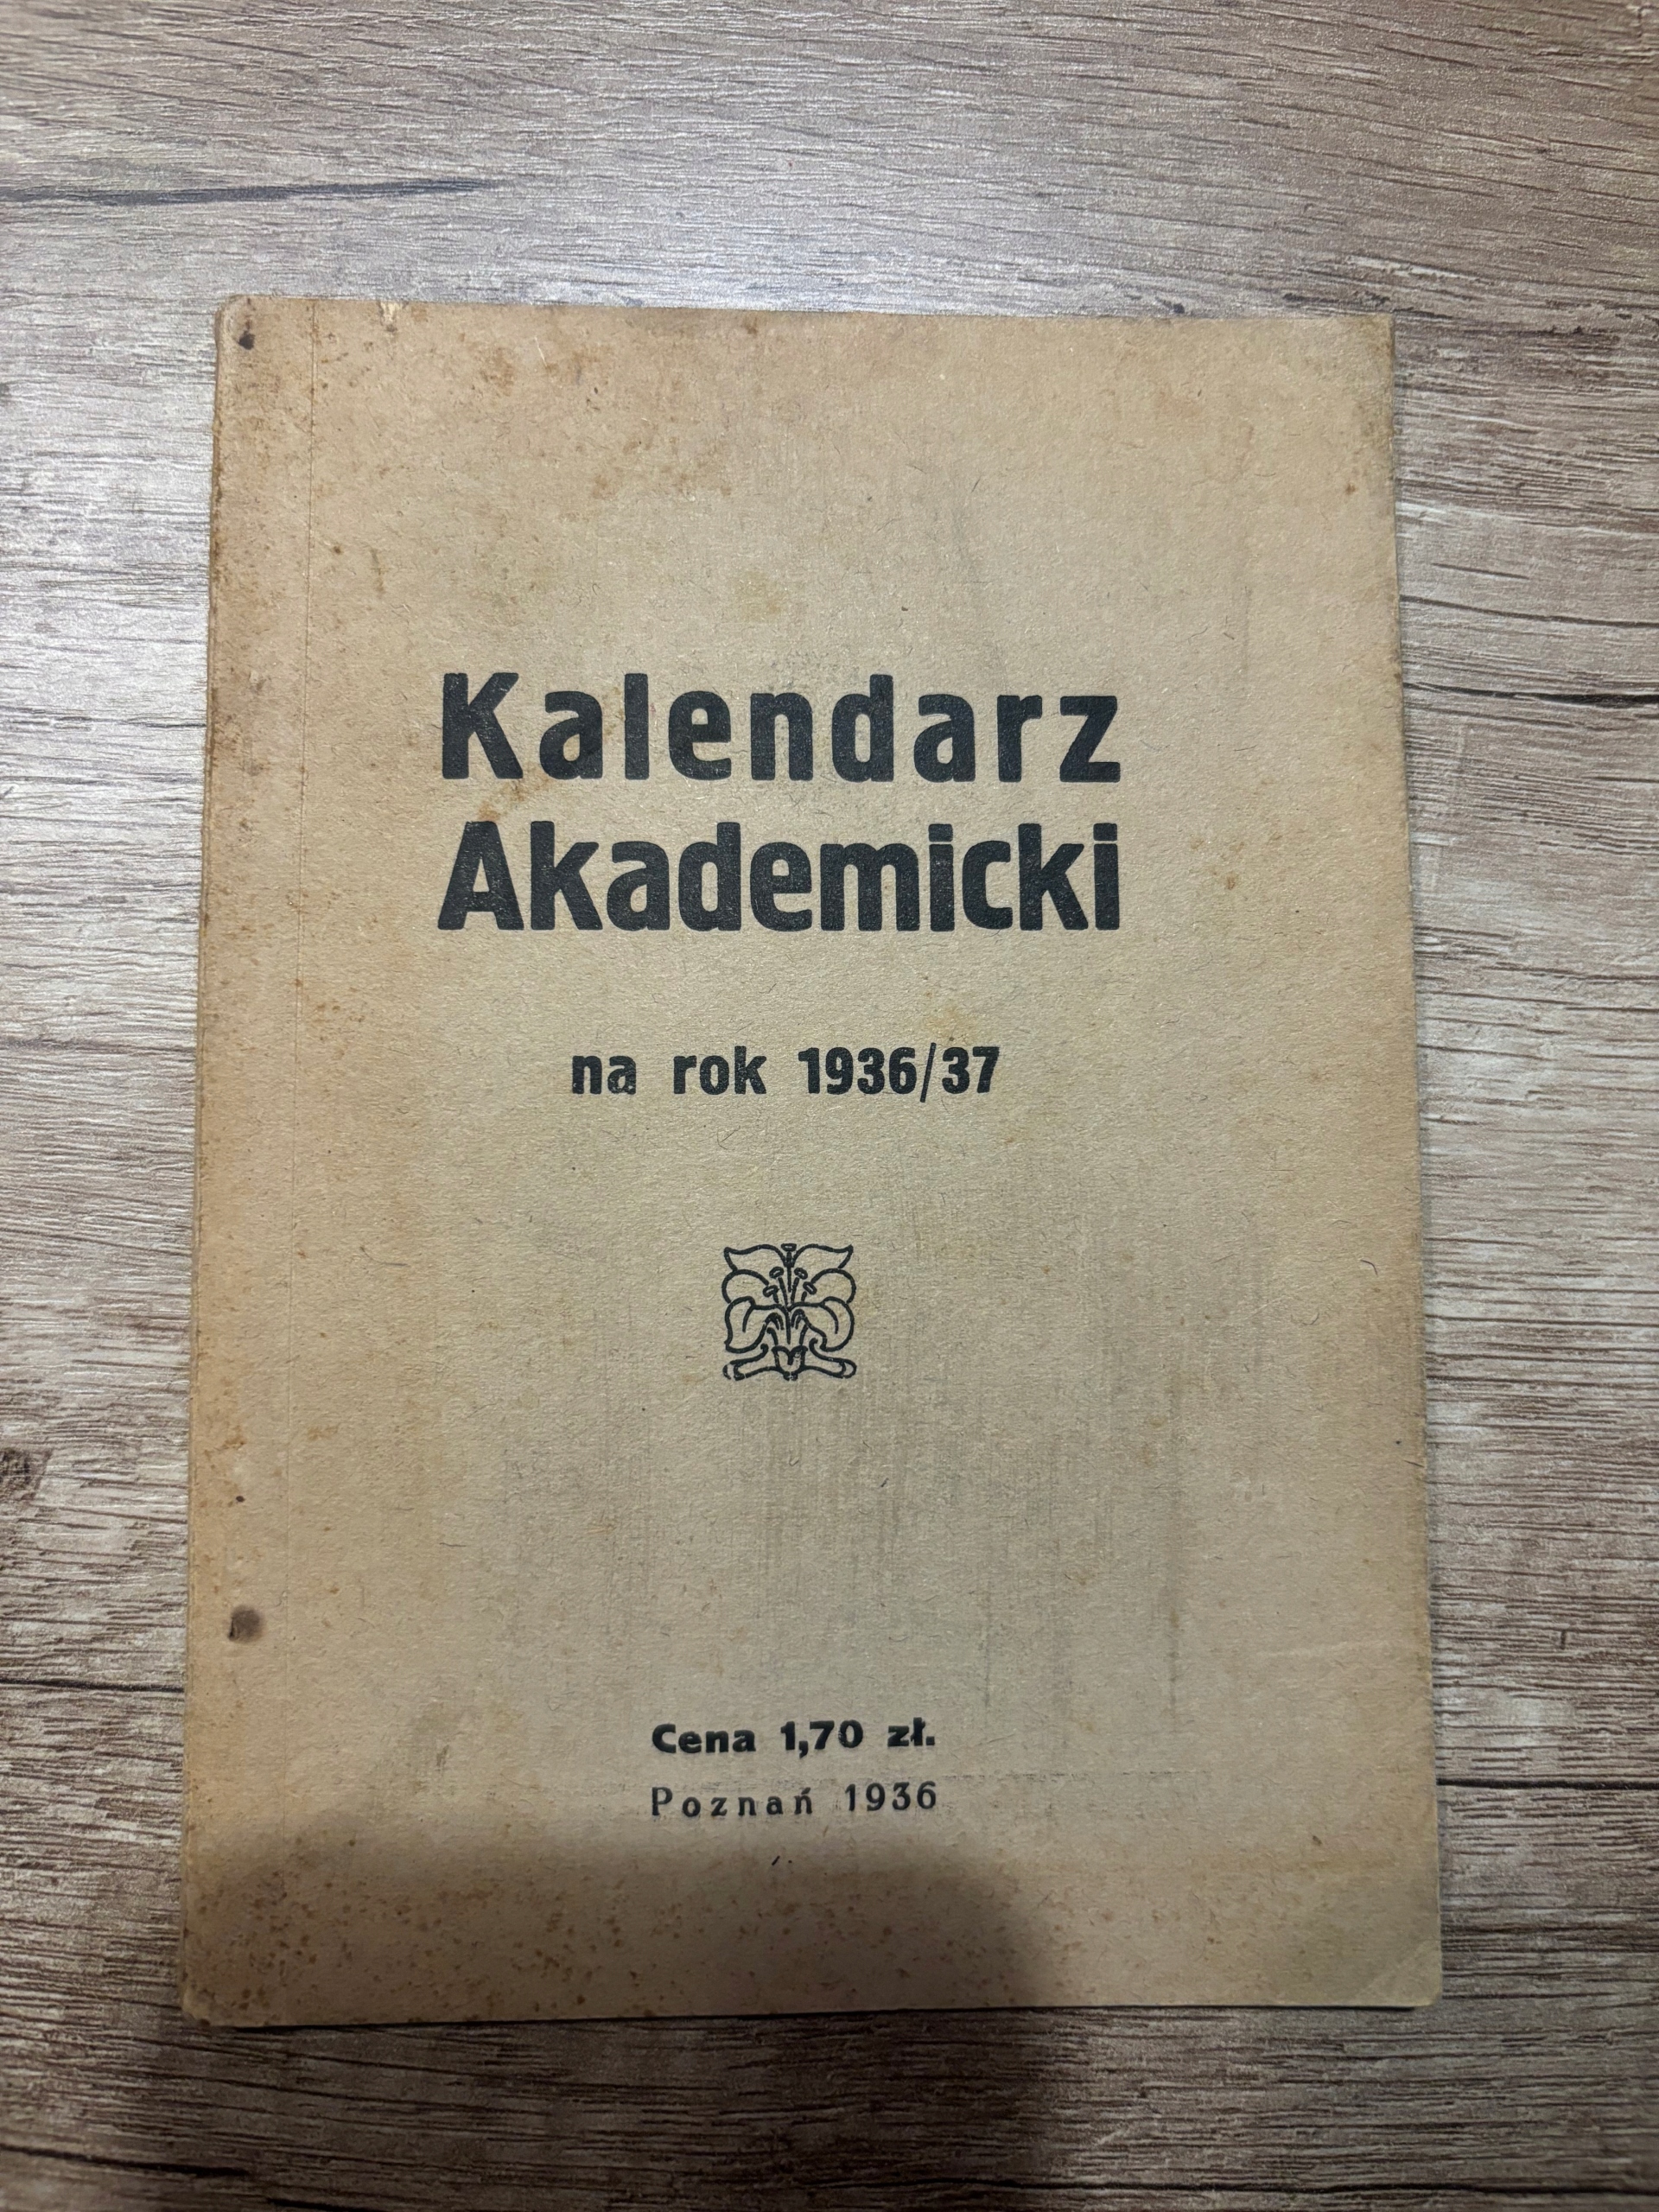 Kalendarz
Akademicki
na rok 1936/37
Cena 1,70 zł.
Poznań 1936